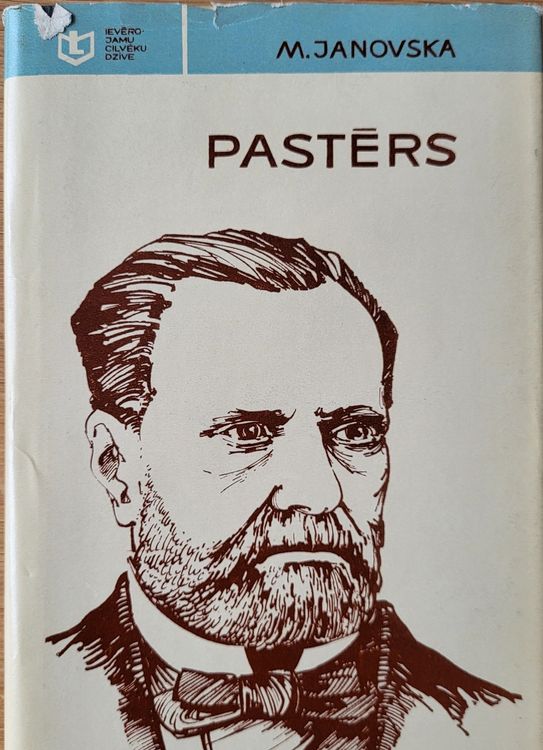 IEVĒRO-
JAMU
CILVĒKU
DZĪVE
M. JANOVSKA
PASTĒRS